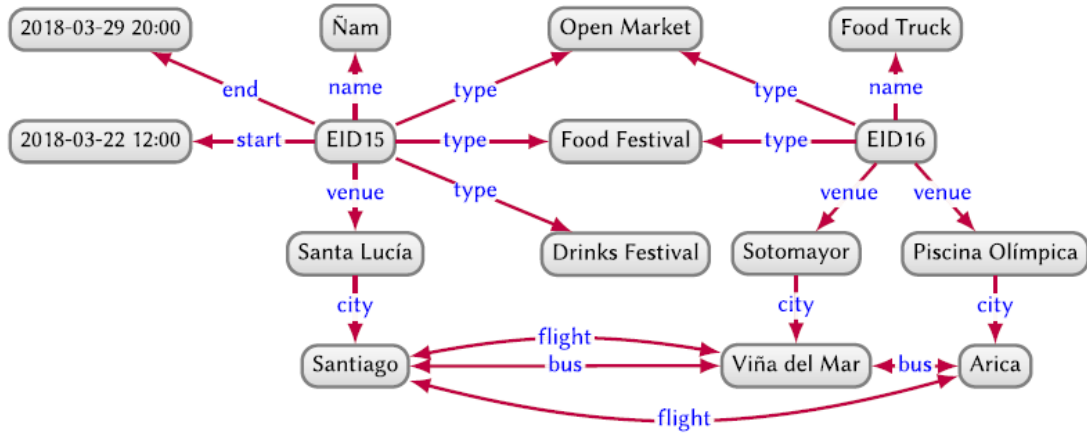 2018-03-29 20:00
Ñam
Open Market
Food Truck
end
name
type
type
name
2018-03-22 12:00
start
EID15
type
Food Festival
type
EID16
venue
type
venue
venue
Santa Lucía
Drinks Festival
Sotomayor
Piscina Olímpica
city
city
city
flight
Santiago
bus
Viña del Mar
bus
Arica
flight